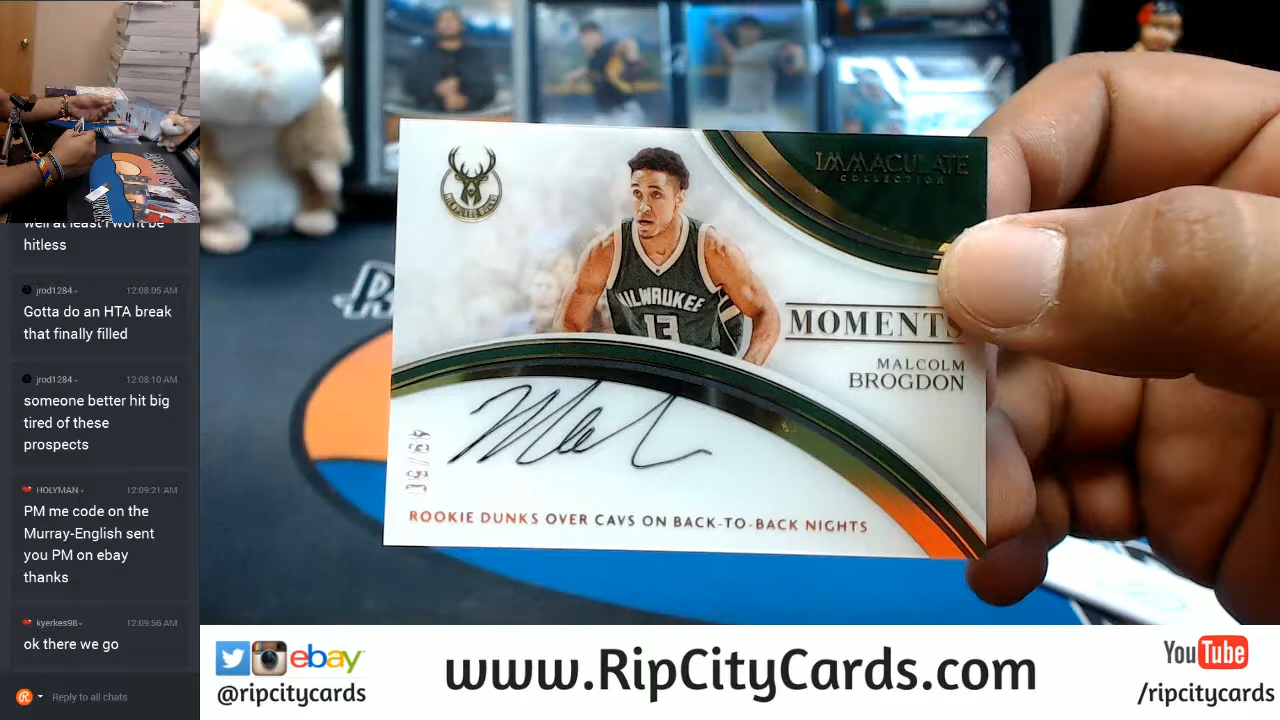 well at least I wont be
hitless
jrod1284
12:08:05 AM
Gotta do an HTA break
that finally filled
jrod1284
12:08:10 AM
someone better hit big
tired of these
prospects
HOLYMAN
12:09:21 AM
PM me code on the
Murray-English sent
you PM on ebay
thanks
kyerkes98
12:09:56 AM
ok there we go
Reply to all chats
IMMACULATE
COLLECTION
MILWAUKEE
13
MOMENTS
MALCOLM
BROGDON
49/50
ROOKIE DUNKS OVER CAVS ON BACK-TO-BACK NIGHTS
ebay
@ripcitycards
www.RipCityCards.com
YouTube
/ripcitycards